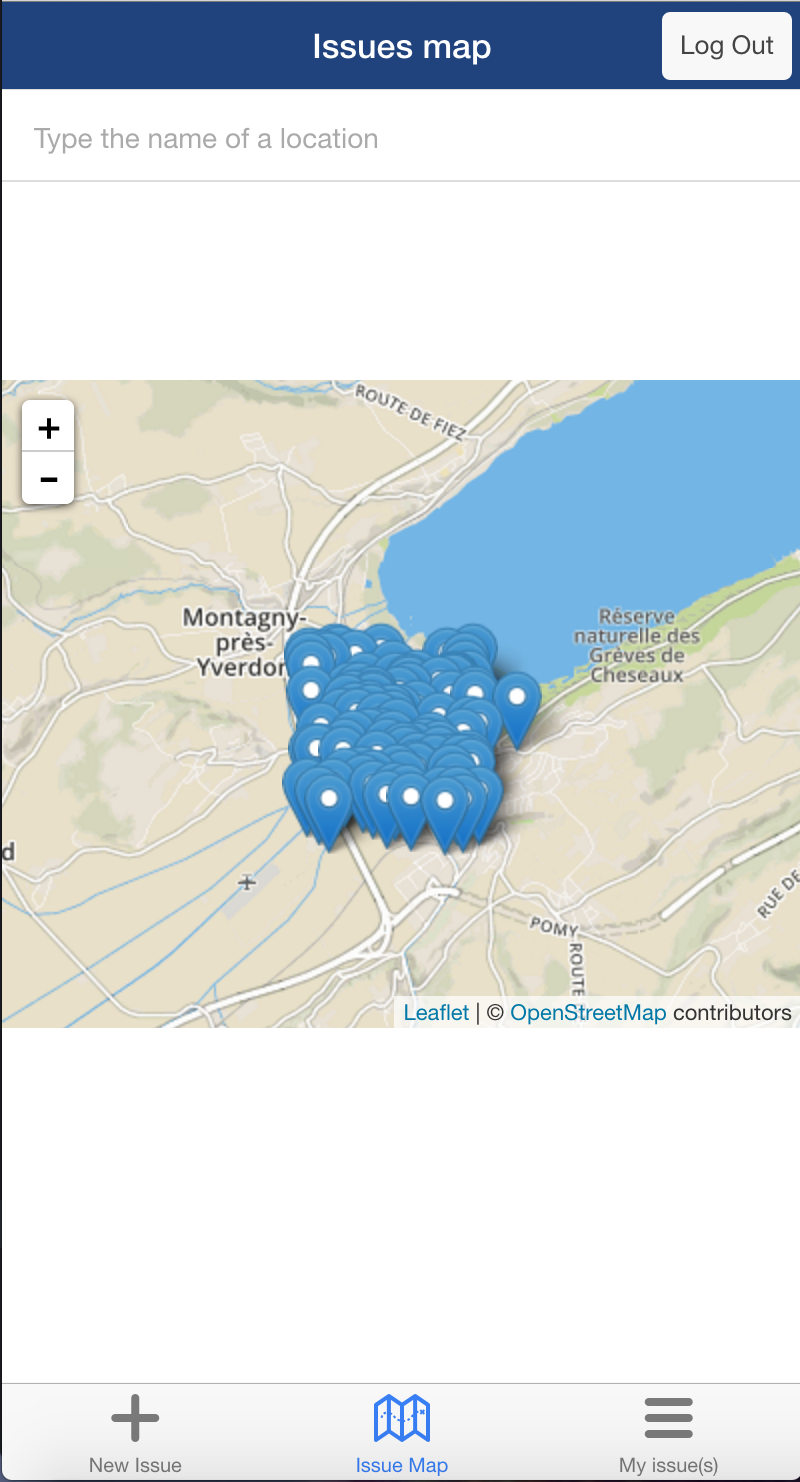 Issues map
Log Out
Type the name of a location
+
-
ROUTE DE FIEZ
Montagny-
près-
Yverdon
Réserve
naturelle des
Grèves de
Cheseaux
d
POMY
ROUTE
RUE DE
Leaflet | © OpenStreetMap contributors
New Issue
Issue Map
My issue(s)